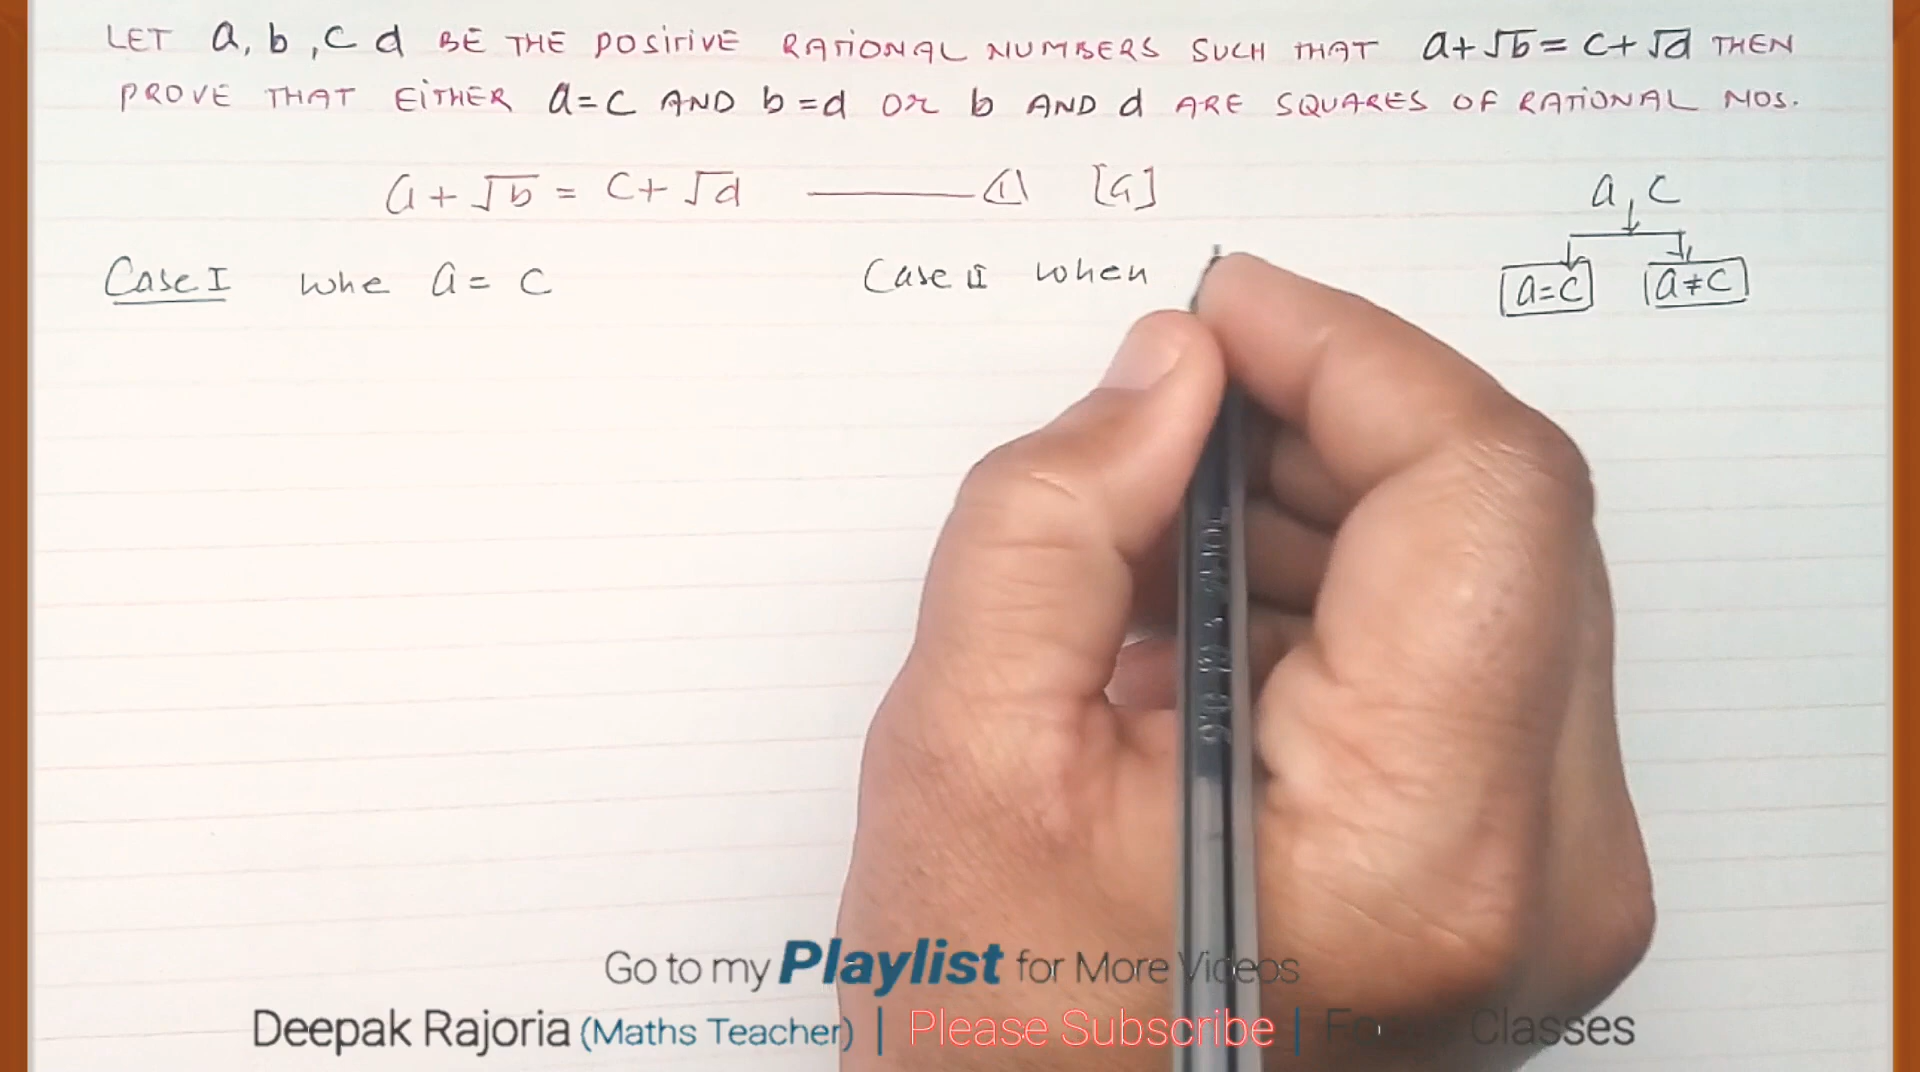 LET a, b, c d BE THE POSITIVE RATIONAL NUMBERS SUCH THAT a+√b = c+√d THEN
PROVE THAT EITHER a=c AND b=d OR b AND d ARE SQUARES OF RATIONAL NOS.
a + √b = c + √d ——— (1) [G]
a, c
Case I whe a = c
Case II when
a=c a≠c
Go to my Playlist for More Videos
Deepak Rajoria (Maths Teacher) | Please Subscribe | Classes